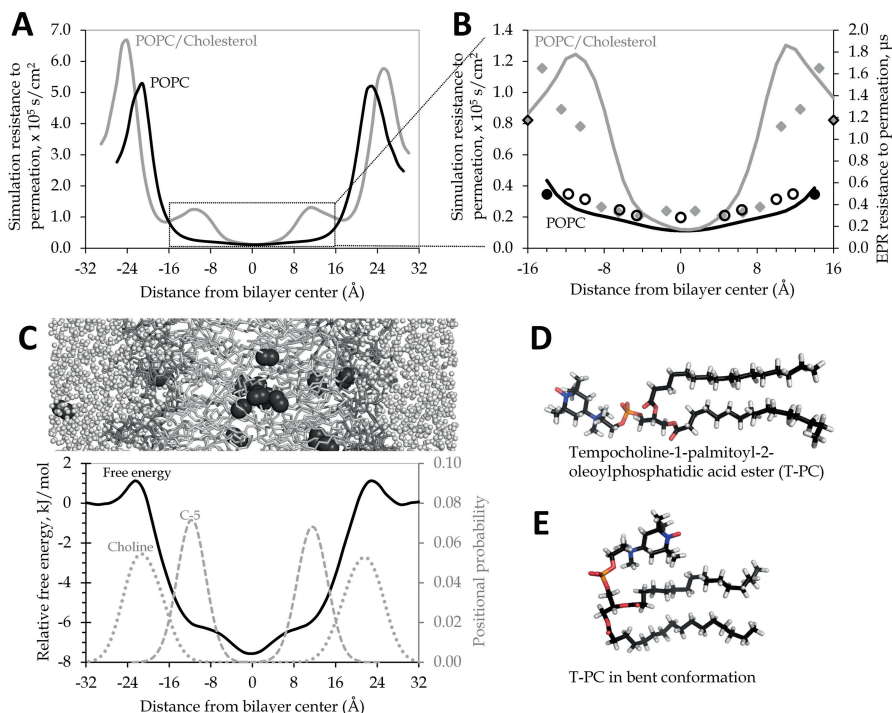 A
Simulation resistance to
permeation, x 10⁵ s/cm²
7.0
6.0
5.0
4.0
3.0
2.0
1.0
0.0
POPC/Cholesterol
POPC
-32 -24 -16 -8 0 8 16 24 32
Distance from bilayer center (Å)
B
Simulation resistance to
permeation, x 10⁵ s/cm²
1.4
1.2
1.0
0.8
0.6
0.4
0.2
0.0
POPC/Cholesterol
POPC
2.0
1.8
1.6
1.4
1.2
1.0
0.8
0.6
0.4
0.2
0.0
EPR resistance to permeation, µs
-16 -8 0 8 16
Distance from bilayer center (Å)
C
Relative free energy, kJ/mol
2
0
-2
-4
-6
-8
Free energy
C-5
Choline
0.10
0.08
0.06
0.04
0.02
0.00
Positional probability
-32 -24 -16 -8 0 8 16 24 32
Distance from bilayer center (Å)
D
Tempocholine-1-palmitoyl-2-
oleoylphosphatidic acid ester (T-PC)
E
T-PC in bent conformation